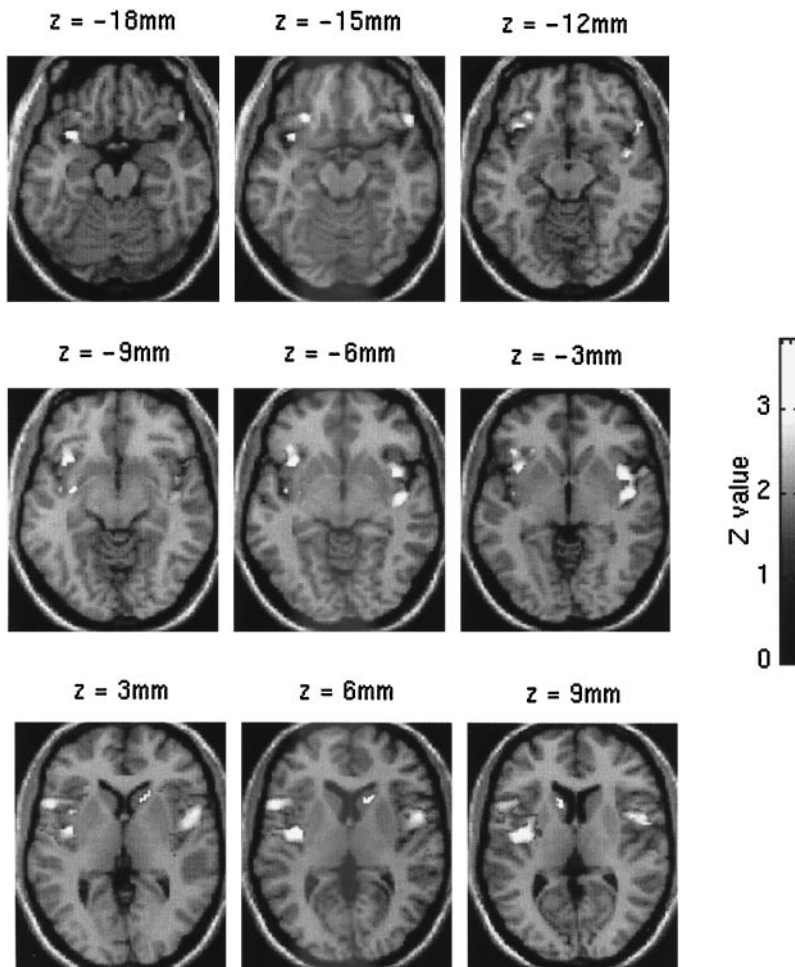 z = -18mm
z = -15mm
z = -12mm
z = -9mm
z = -6mm
z = -3mm
3
2
1
0
Z value
z = 3mm
z = 6mm
z = 9mm